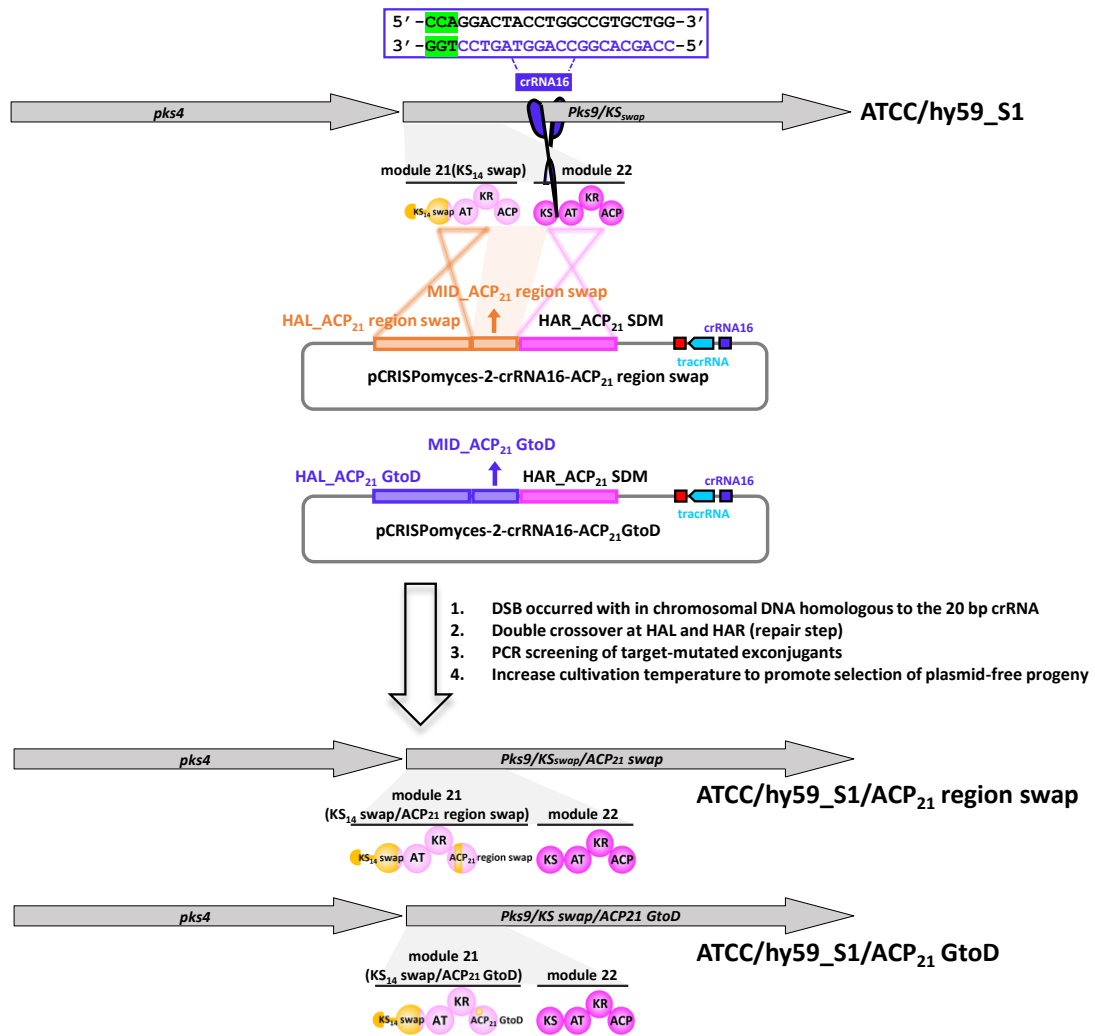 5’-CCAGGACTACCTGGCCGTGCTGG-3’
3’-GGTCCTGATGGACCGGCACGACC-5’
crRNA16
pks4
Pks9/KSswap
ATCC/hy59_S1
module 21(KS14 swap)
module 22
KS14 swap
AT
KR
ACP
KS
AT
KR
ACP
MID_ACP21 region swap
HAL_ACP21 region swap
HAR_ACP21 SDM
crRNA16
tracrRNA
pCRISPomyces-2-crRNA16-ACP21 region swap
MID_ACP21 GtoD
HAL_ACP21 GtoD
HAR_ACP21 SDM
crRNA16
tracrRNA
pCRISPomyces-2-crRNA16-ACP21GtoD
1. DSB occurred with in chromosomal DNA homologous to the 20 bp crRNA
2. Double crossover at HAL and HAR (repair step)
3. PCR screening of target-mutated exconjugants
4. Increase cultivation temperature to promote selection of plasmid-free progeny
pks4
Pks9/KSswap/ACP21 swap
ATCC/hy59_S1/ACP21 region swap
module 21
(KS14 swap/ACP21 region swap)
module 22
KS14 swap
AT
KR
ACP21 region swap
KS
AT
KR
ACP
pks4
Pks9/KS swap/ACP21 GtoD
ATCC/hy59_S1/ACP21 GtoD
module 21
(KS14 swap/ACP21 GtoD)
module 22
KS14 swap
AT
KR
ACP21 GtoD
KS
AT
KR
ACP